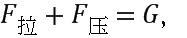 F拉 + F压 = G,